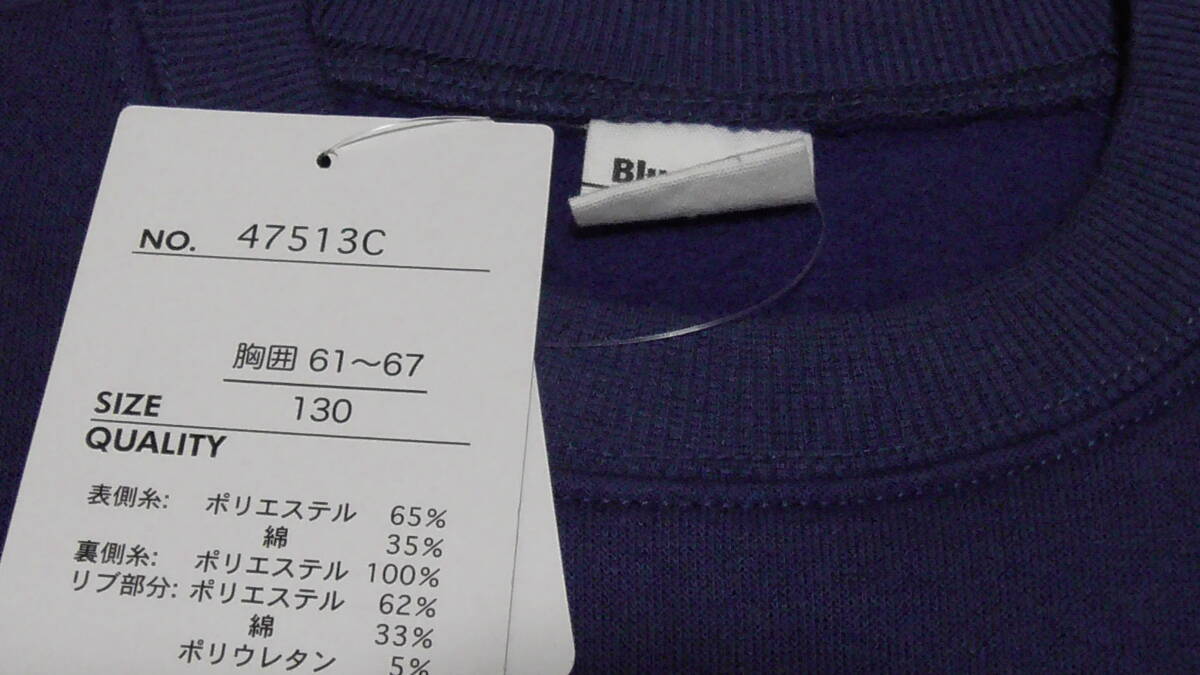 NO. 47513C
胸囲 61〜67
SIZE 130
QUALITY
表側糸: ポリエステル 65%
綿 35%
裏側糸: ポリエステル 100%
リブ部分: ポリエステル 62%
綿 33%
ポリウレタン 5%